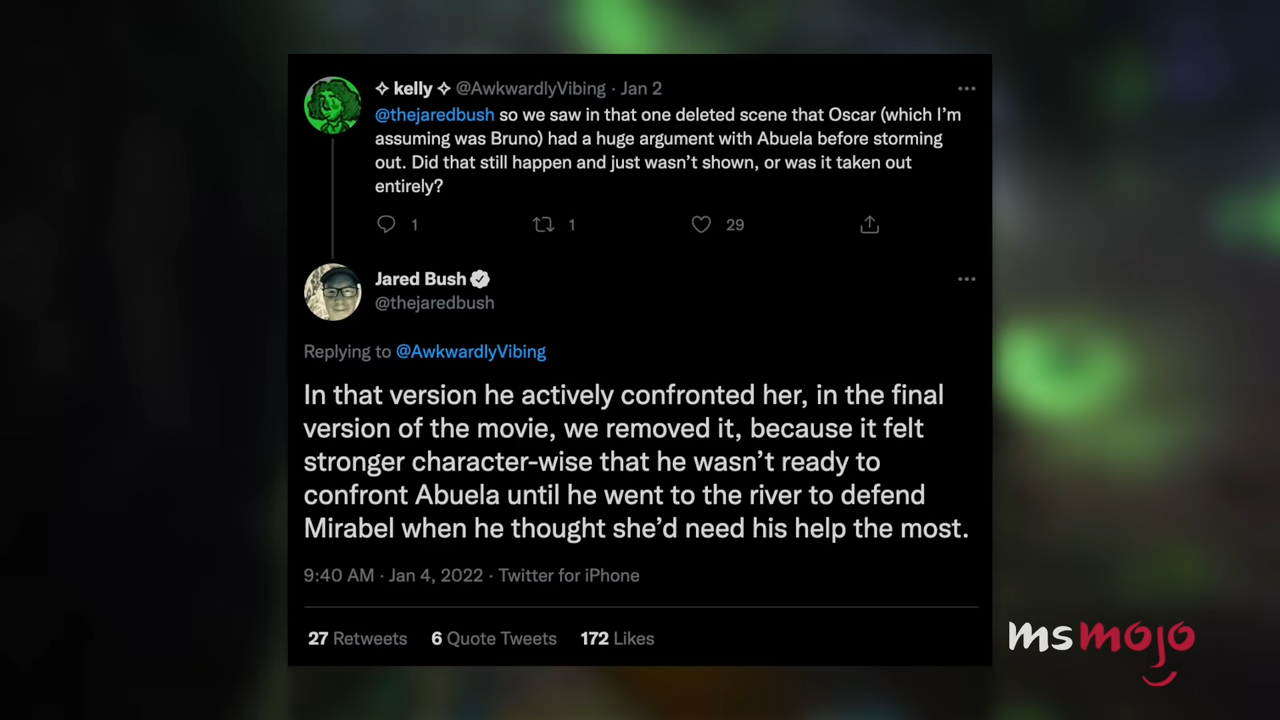 ✧ kelly ✧ @AwkwardlyVibing · Jan 2
@thejaredbush so we saw in that one deleted scene that Oscar (which I’m
assuming was Bruno) had a huge argument with Abuela before storming
out. Did that still happen and just wasn’t shown, or was it taken out
entirely?
1 1 29
Jared Bush
@thejaredbush
Replying to @AwkwardlyVibing
In that version he actively confronted her, in the final
version of the movie, we removed it, because it felt
stronger character-wise that he wasn’t ready to
confront Abuela until he went to the river to defend
Mirabel when he thought she’d need his help the most.
9:40 AM · Jan 4, 2022 · Twitter for iPhone
27 Retweets 6 Quote Tweets 172 Likes
msmojo